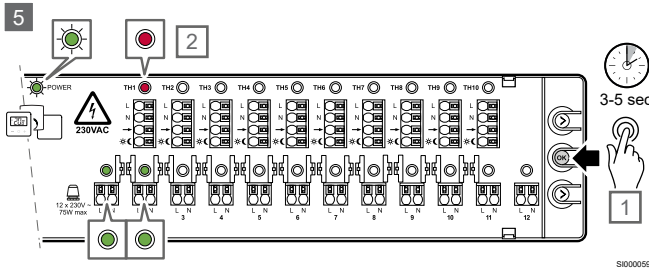 5
2
POWER
TH1 TH2 TH3 TH4 TH5 TH6 TH7 TH8 TH9 TH10
L
N
230VAC
3-5 sec
OK
1
12 x 230V ~
75W max
L N L N L N L N L N L N L N L N L N L N L N L N
3 4 5 6 7 8 9 10 11 12
SI000059